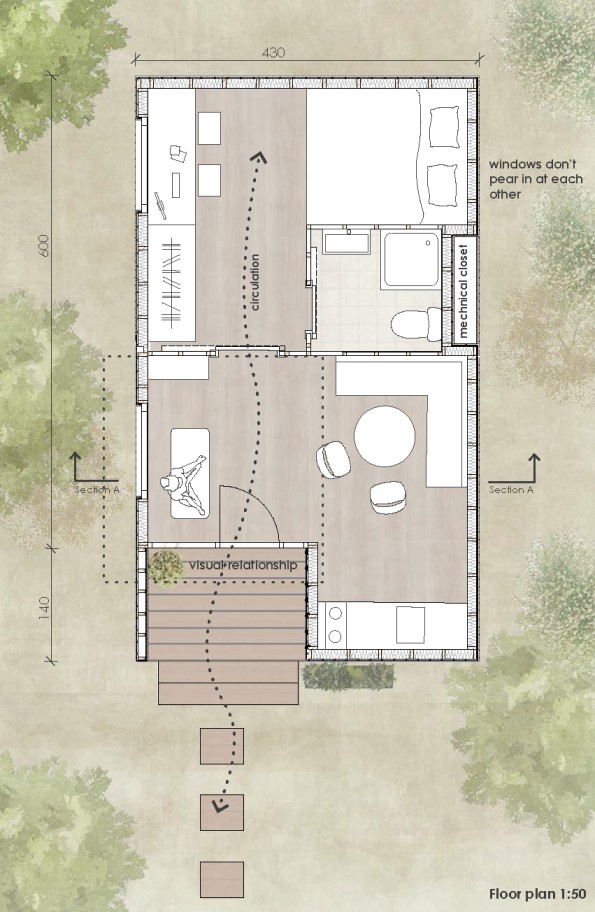 430
windows don't
pear in at each
other
600
circulation
mechnical closet
Section A
Section A
visual relationship
140
Floor plan 1:50